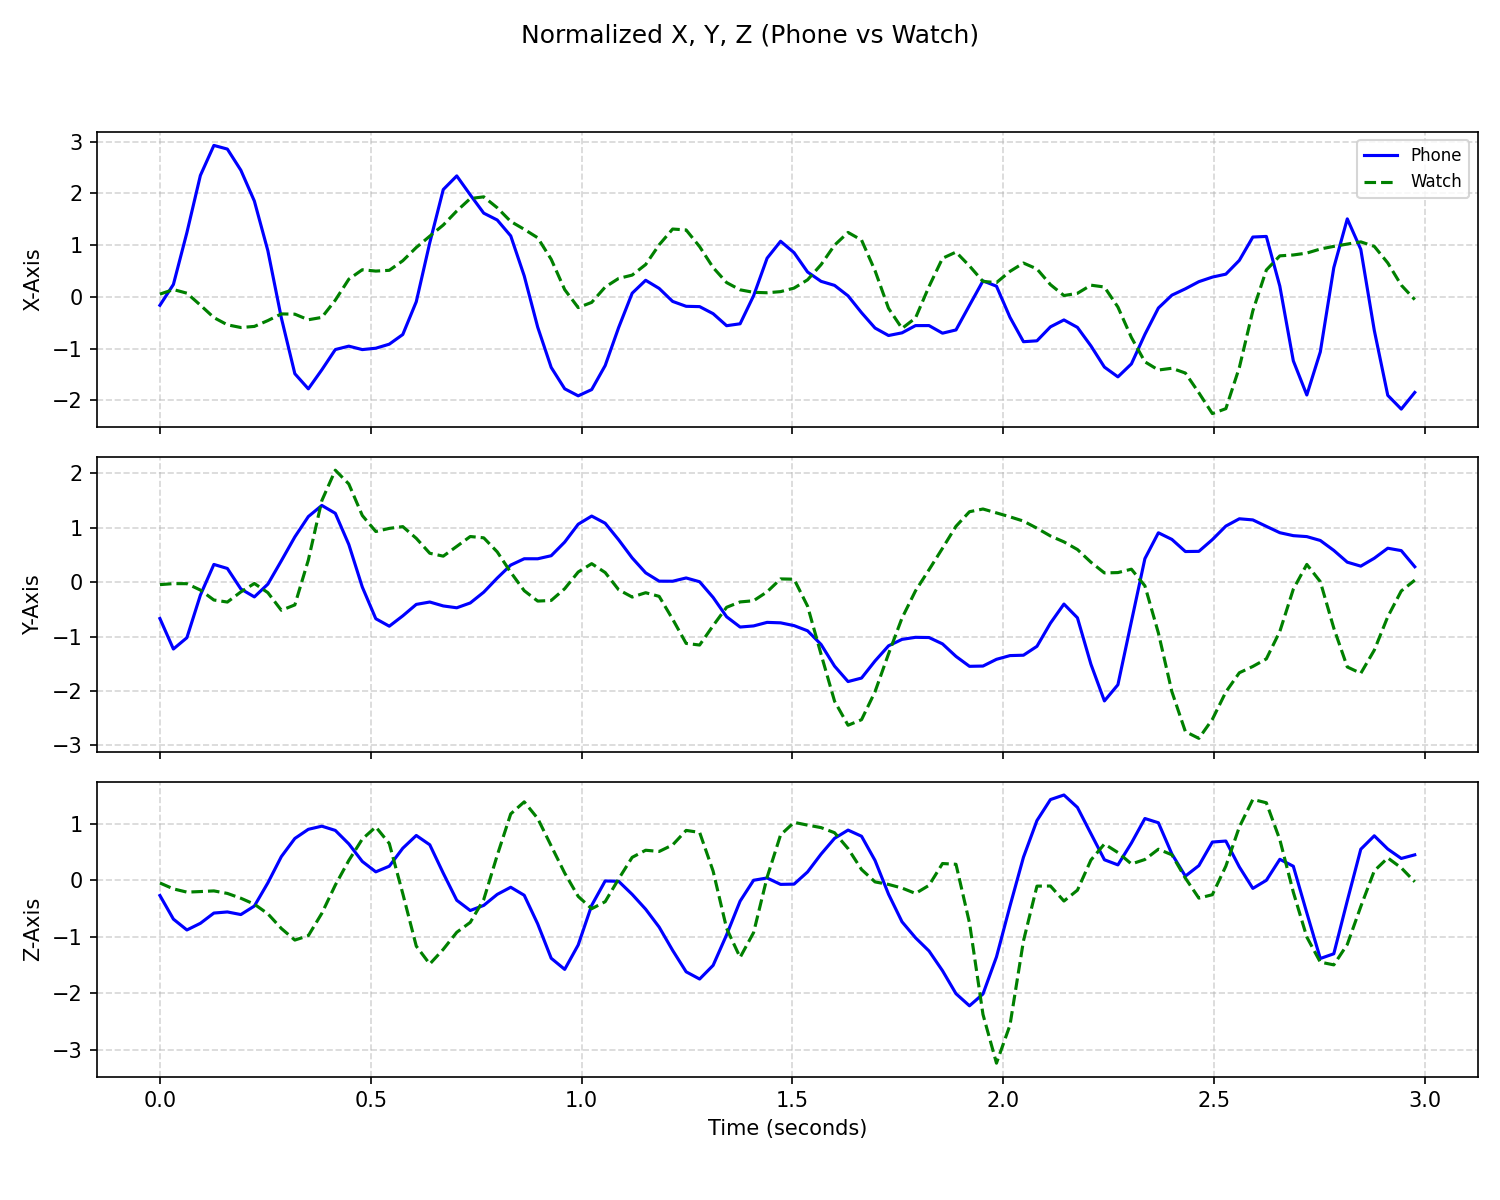 Normalized X, Y, Z (Phone vs Watch)
3
2
1
0
−1
−2
X-Axis
Phone
Watch
2
1
0
−1
−2
−3
Y-Axis
1
0
−1
−2
−3
Z-Axis
0.0 0.5 1.0 1.5 2.0 2.5 3.0
Time (seconds)